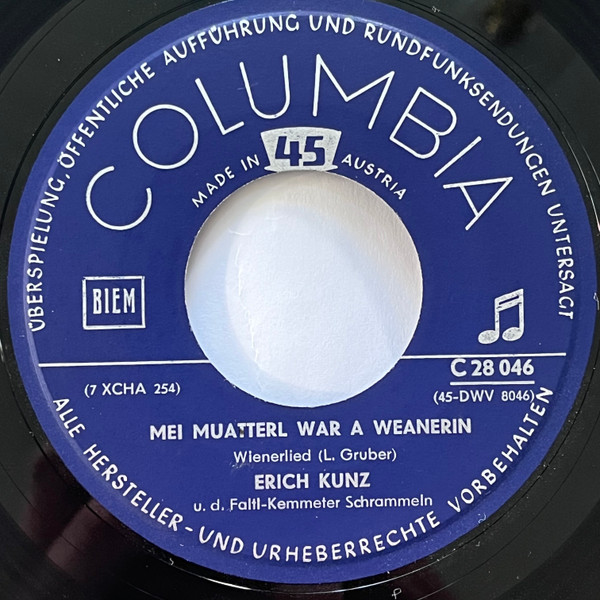 ÜBERSPIELUNG, ÖFFENTLICHE AUFFÜHRUNG UND RUNDFUNKSENDUNGEN UNTERSAGT
COLUMBIA
45
MADE IN AUSTRIA
BIEM
C 28 046
(7 XCHA 254)
(45-DWV 8046)
MEI MUATTERL WAR A WEANERIN
Wienerlied (L. Gruber)
ERICH KUNZ
u. d. Faltl-Kemmeter Schrammeln
ALLE HERSTELLER- UND URHEBERRECHTE VORBEHALTEN